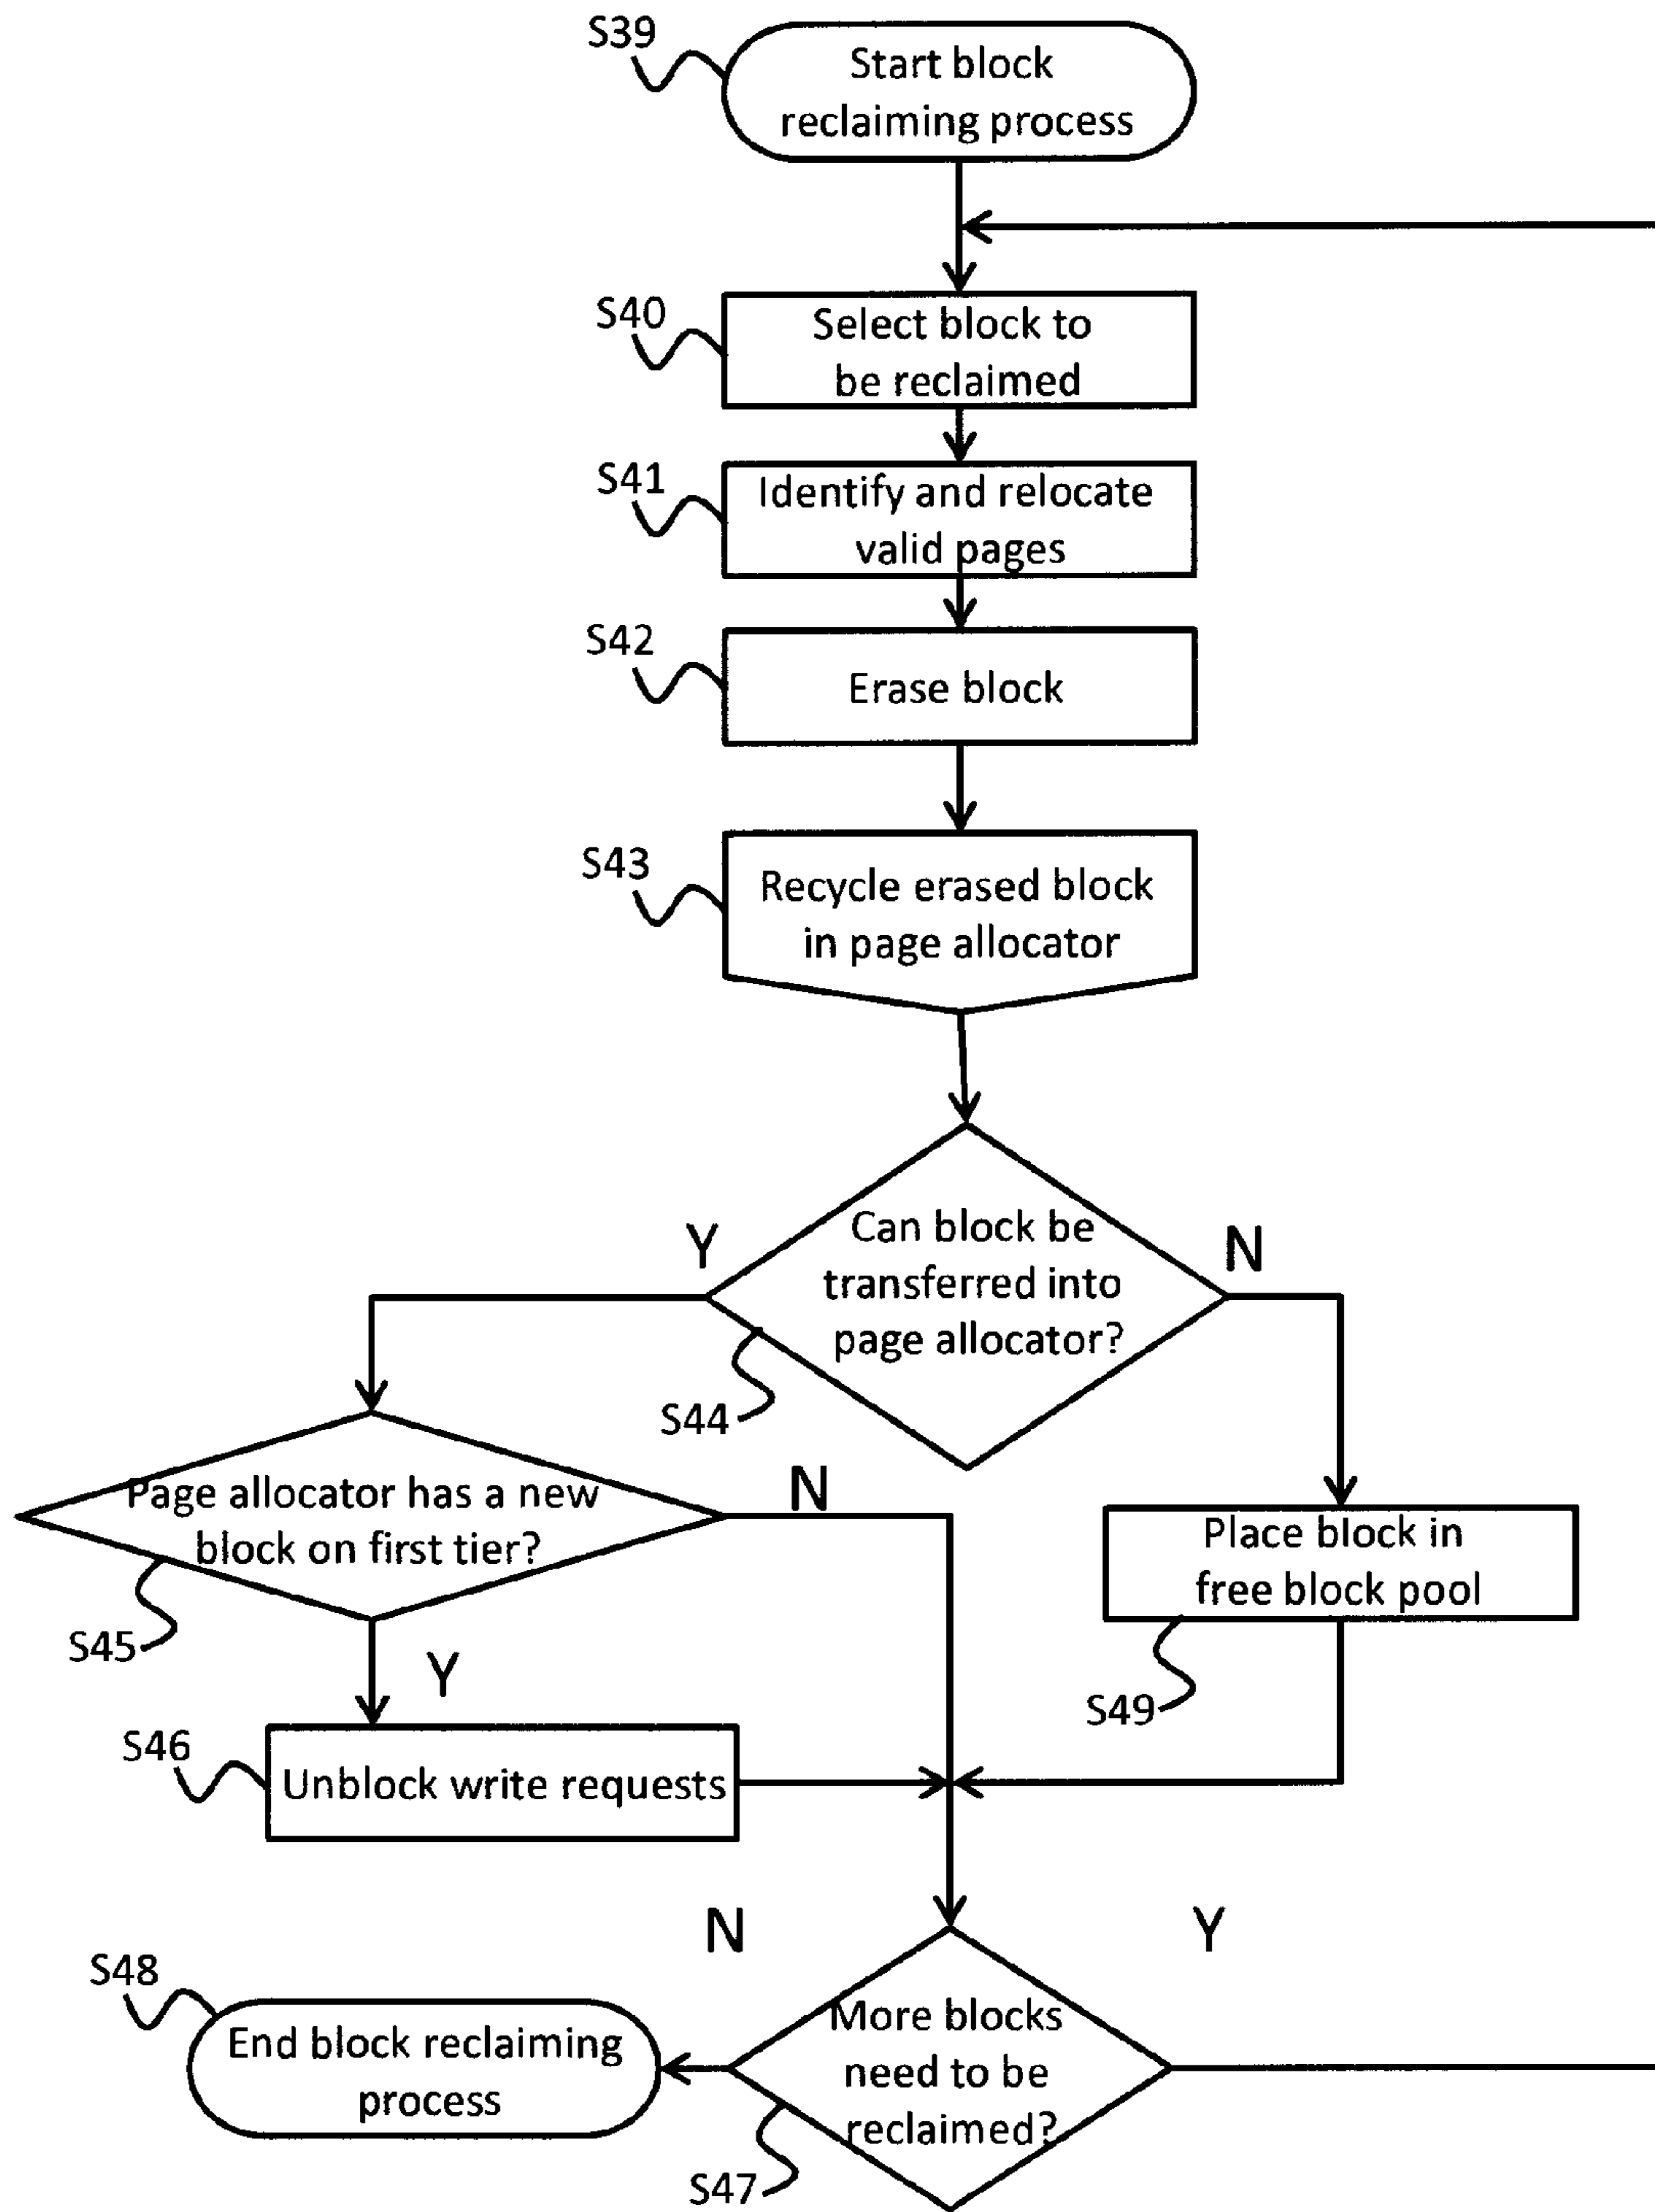 S39
Start block
reclaiming process
S40
Select block to
be reclaimed
S41
Identify and relocate
valid pages
S42
Erase block
S43
Recycle erased block
in page allocator
Y
Can block be
transferred into
page allocator?
N
S44
Page allocator has a new
block on first tier?
N
S45
Y
Place block in
free block pool
S49
S46
Unblock write requests
N
Y
S48
End block reclaiming
process
More blocks
need to be
reclaimed?
S47